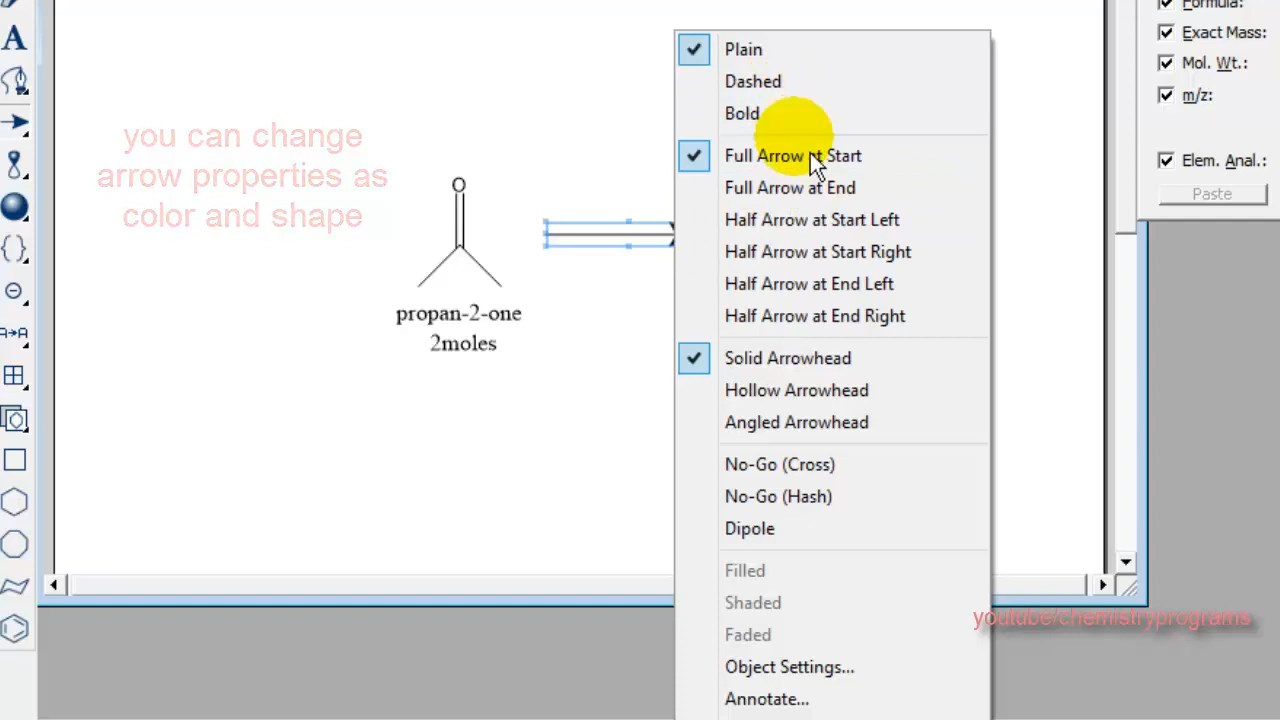 Formula:
Exact Mass:
Mol. Wt.:
m/z:
Elem. Anal.:
Paste
A
you can change
arrow properties as
color and shape
O
propan-2-one
2moles
Plain
Dashed
Bold
Full Arrow at Start
Full Arrow at End
Half Arrow at Start Left
Half Arrow at Start Right
Half Arrow at End Left
Half Arrow at End Right
Solid Arrowhead
Hollow Arrowhead
Angled Arrowhead
No-Go (Cross)
No-Go (Hash)
Dipole
Filled
Shaded
Faded
Object Settings...
Annotate...
A→A
youtube/chemistryprograms